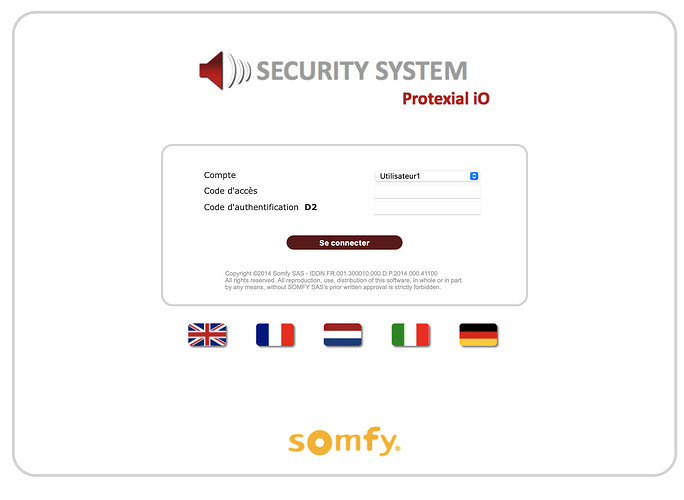 SECURITY SYSTEM
Protexial iO
Compte Utilisateur1
Code d'accès
Code d'authentification D2
Se connecter
Copyright ©2014 Somfy SAS - IDDN.FR.001.300010.000.D.P.2014.000.41100
All rights reserved. All reproduction, use, distribution of this software, in whole or in part
by any means, without SOMFY SAS's prior written approval is strictly forbidden.
somfy®